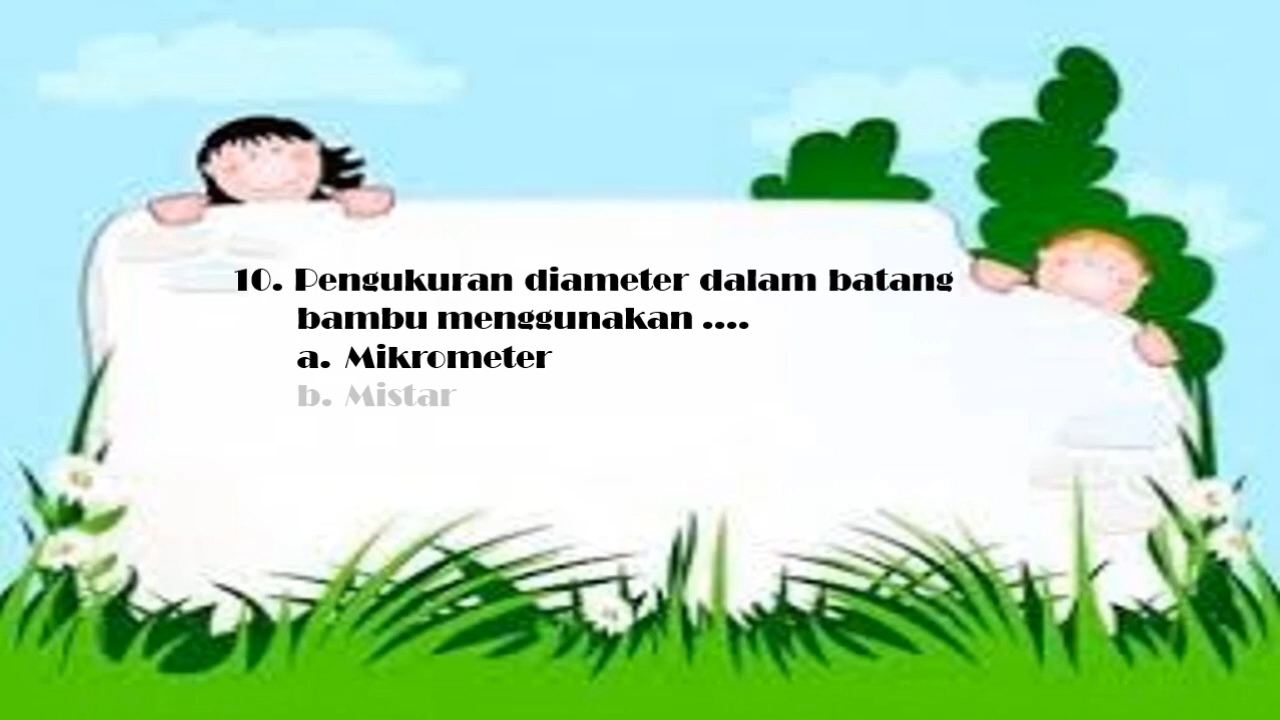 10. Pengukuran diameter dalam batang
bambu menggunakan ....
a. Mikrometer
b. Mistar